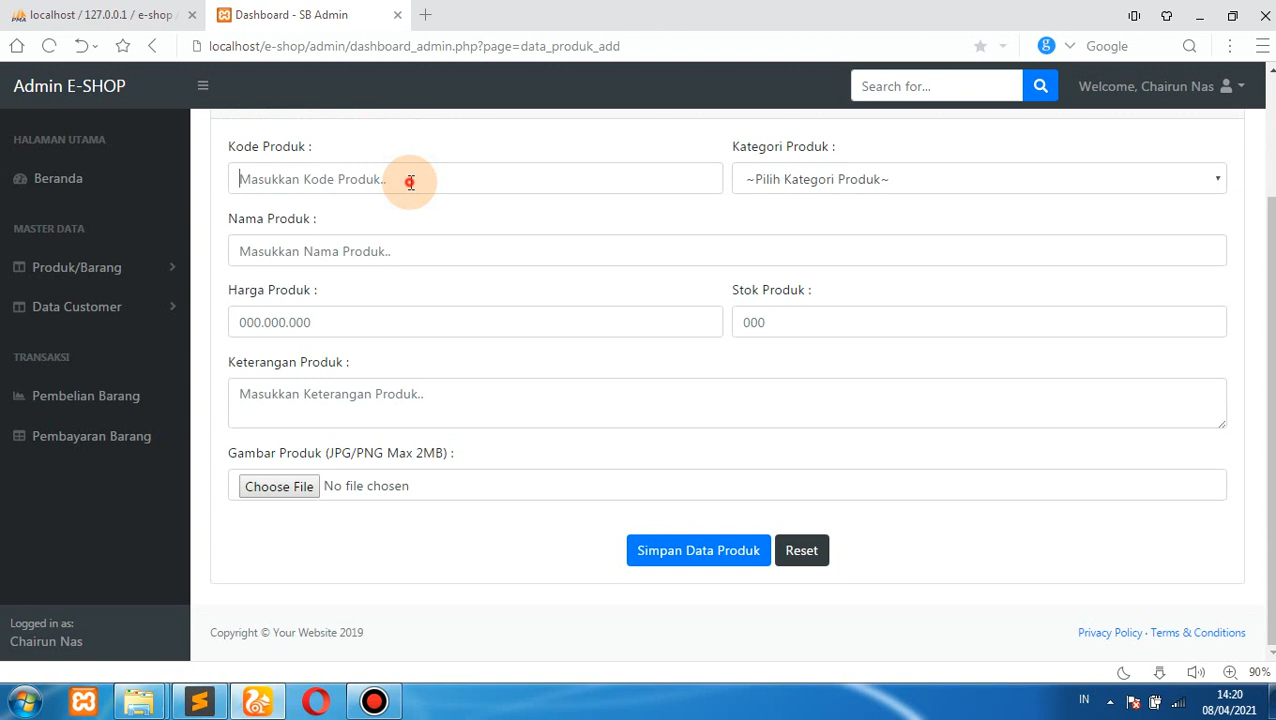 localhost / 127.0.0.1 / e-shop
Dashboard - SB Admin
localhost/e-shop/admin/dashboard_admin.php?page=data_produk_add
Google
Admin E-SHOP
Search for...
Welcome, Chairun Nas
HALAMAN UTAMA
Beranda
MASTER DATA
Produk/Barang
Data Customer
TRANSAKSI
Pembelian Barang
Pembayaran Barang
Logged in as:
Chairun Nas
Kode Produk :
Kategori Produk :
Masukkan Kode Produk..
~Pilih Kategori Produk~
Nama Produk :
Masukkan Nama Produk..
Harga Produk :
Stok Produk :
000.000.000
000
Keterangan Produk :
Masukkan Keterangan Produk..
Gambar Produk (JPG/PNG Max 2MB) :
Choose File No file chosen
Simpan Data Produk
Reset
Copyright © Your Website 2019
Privacy Policy · Terms & Conditions
90%
IN
14:20
08/04/2021